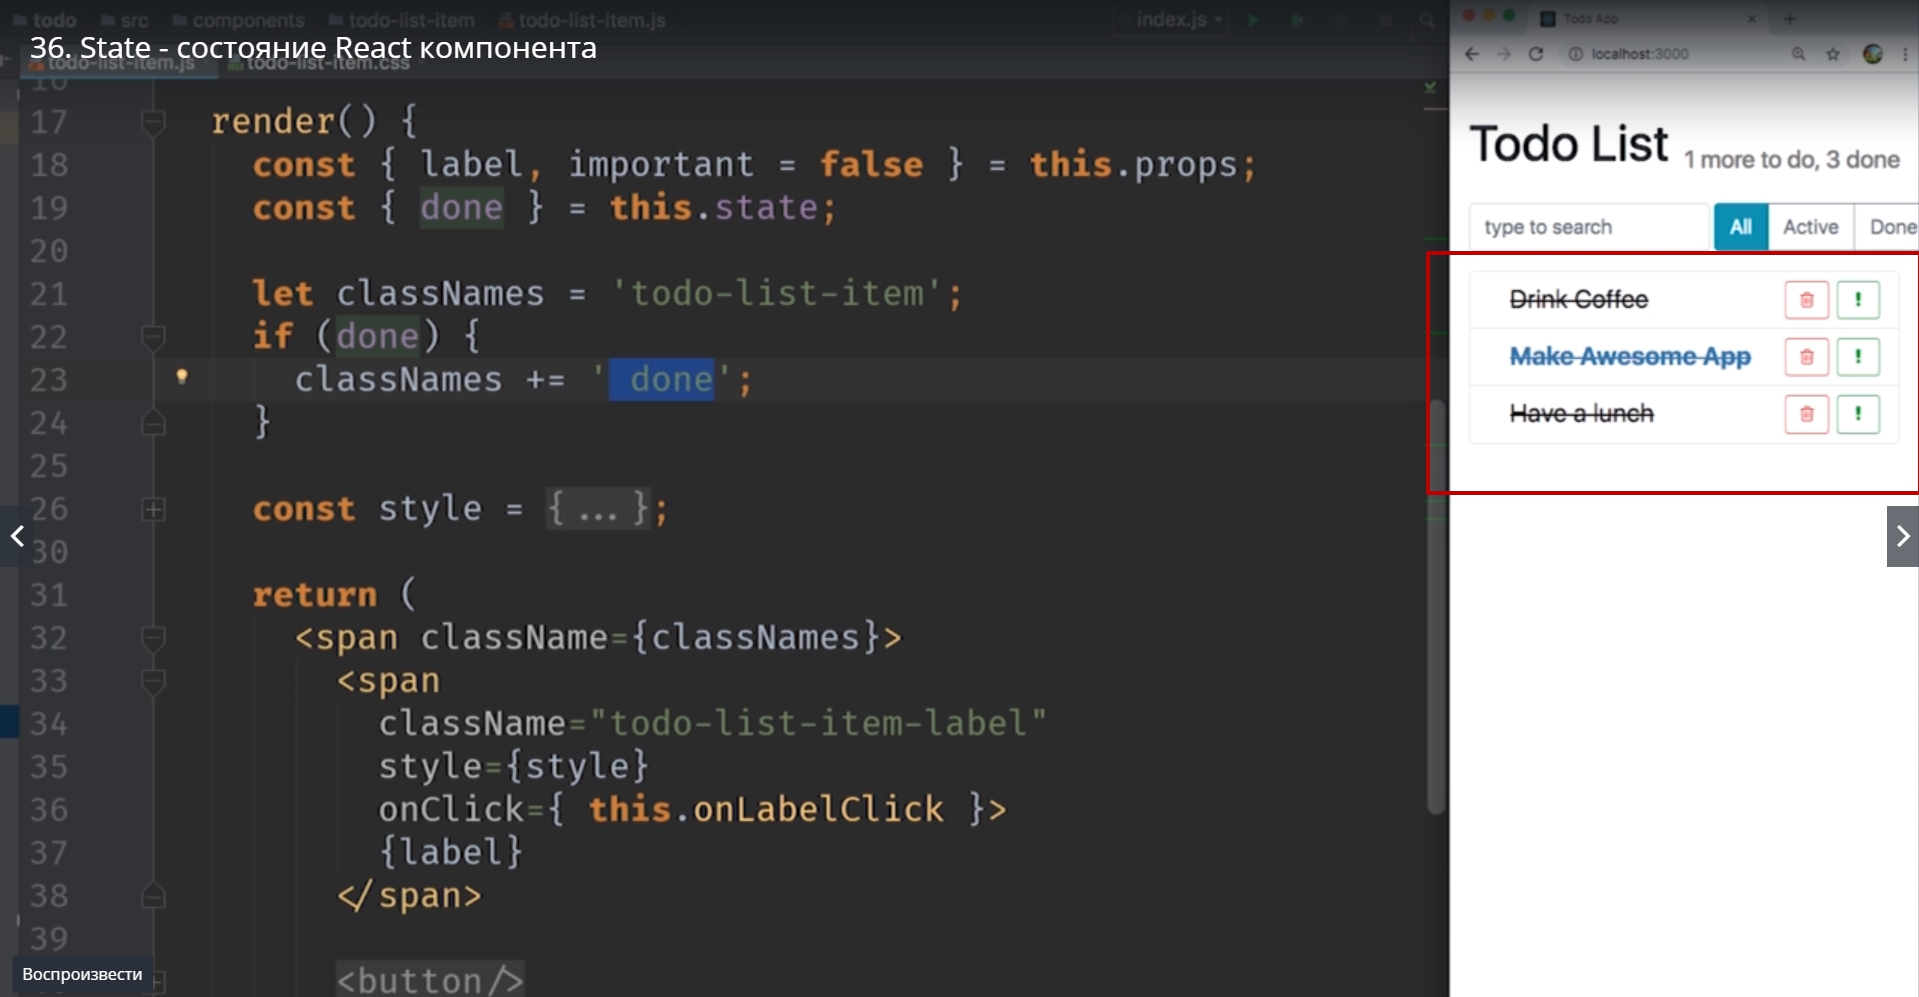 todo src components todo-list-item todo-list-item.js index.js
36. State - состояние React компонента
todo-list-item.js todo-list-item.css
16
17 render() {
18 const { label, important = false } = this.props;
19 const { done } = this.state;
20
21 let classNames = 'todo-list-item';
22 if (done) {
23 classNames += ' done';
24 }
25
26 const style = {...};
30
31 return (
32 <span className={classNames}>
33 <span
34 className="todo-list-item-label"
35 style={style}
36 onClick={ this.onLabelClick }>
37 {label}
38 </span>
39
<button/>
Воспроизвести
Todo App
localhost:3000
Todo List 1 more to do, 3 done
type to search All Active Done
Drink Coffee
Make Awesome App
Have a lunch